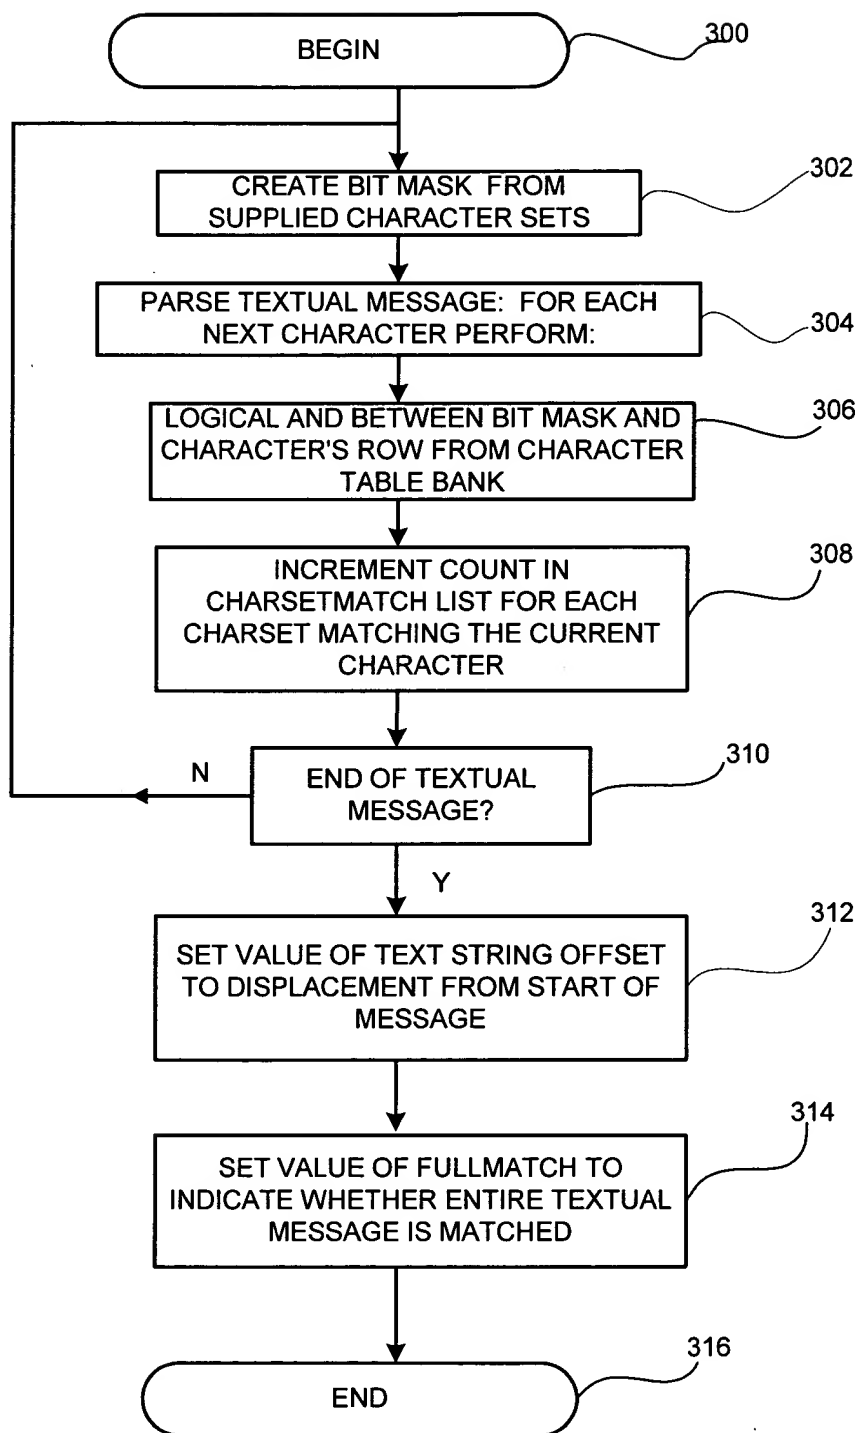 BEGIN
300
CREATE BIT MASK FROM
SUPPLIED CHARACTER SETS
302
PARSE TEXTUAL MESSAGE: FOR EACH
NEXT CHARACTER PERFORM:
304
LOGICAL AND BETWEEN BIT MASK AND
CHARACTER'S ROW FROM CHARACTER
TABLE BANK
306
INCREMENT COUNT IN
CHARSETMATCH LIST FOR EACH
CHARSET MATCHING THE CURRENT
CHARACTER
308
N
END OF TEXTUAL
MESSAGE?
310
Y
SET VALUE OF TEXT STRING OFFSET
TO DISPLACEMENT FROM START OF
MESSAGE
312
SET VALUE OF FULLMATCH TO
INDICATE WHETHER ENTIRE TEXTUAL
MESSAGE IS MATCHED
314
END
316